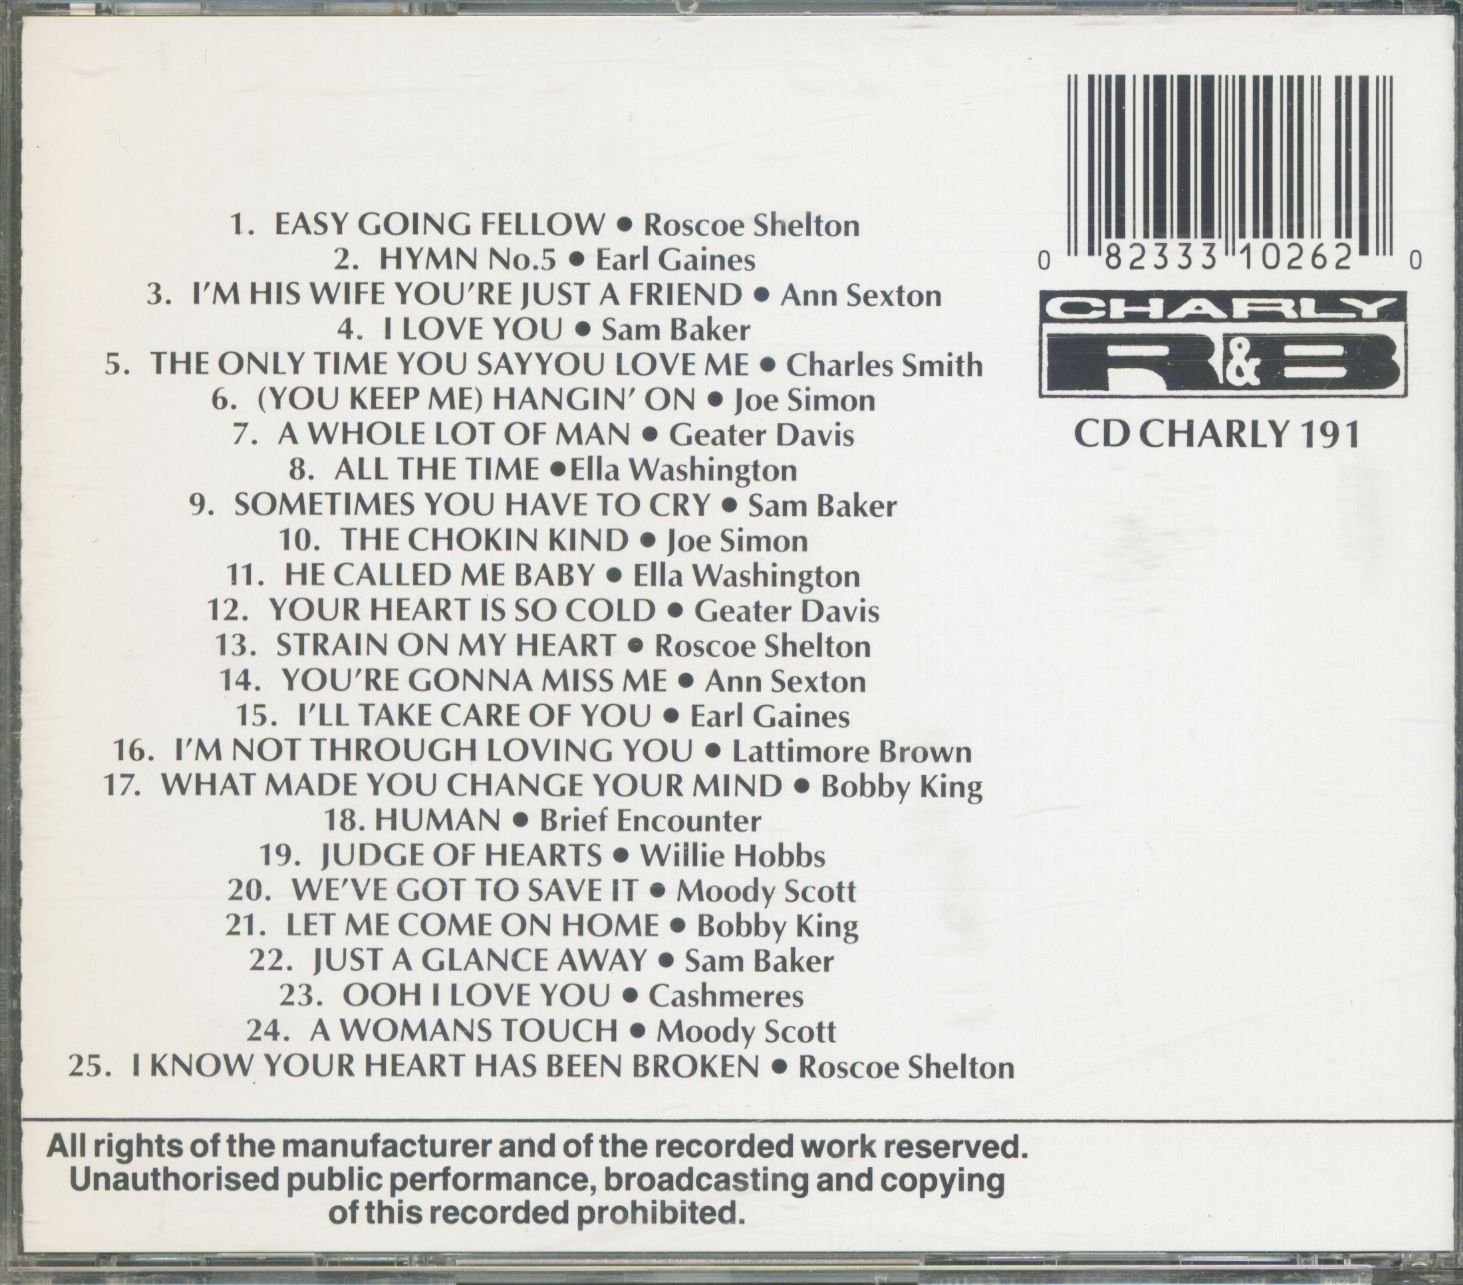 1. EASY GOING FELLOW ● Roscoe Shelton
2. HYMN No.5 ● Earl Gaines
3. I'M HIS WIFE YOU'RE JUST A FRIEND ● Ann Sexton
4. I LOVE YOU ● Sam Baker
5. THE ONLY TIME YOU SAYYOU LOVE ME ● Charles Smith
6. (YOU KEEP ME) HANGIN' ON ● Joe Simon
7. A WHOLE LOT OF MAN ● Geater Davis
8. ALL THE TIME ●Ella Washington
9. SOMETIMES YOU HAVE TO CRY ● Sam Baker
10. THE CHOKIN KIND ● Joe Simon
11. HE CALLED ME BABY ● Ella Washington
12. YOUR HEART IS SO COLD ● Geater Davis
13. STRAIN ON MY HEART ● Roscoe Shelton
14. YOU'RE GONNA MISS ME ● Ann Sexton
15. I'LL TAKE CARE OF YOU ● Earl Gaines
16. I'M NOT THROUGH LOVING YOU ● Lattimore Brown
17. WHAT MADE YOU CHANGE YOUR MIND ● Bobby King
18. HUMAN ● Brief Encounter
19. JUDGE OF HEARTS ● Willie Hobbs
20. WE'VE GOT TO SAVE IT ● Moody Scott
21. LET ME COME ON HOME ● Bobby King
22. JUST A GLANCE AWAY ● Sam Baker
23. OOH I LOVE YOU ● Cashmeres
24. A WOMANS TOUCH ● Moody Scott
25. I KNOW YOUR HEART HAS BEEN BROKEN ● Roscoe Shelton
0 82333 10262 0
CHARLY
R&B
CD CHARLY 191
All rights of the manufacturer and of the recorded work reserved.
Unauthorised public performance, broadcasting and copying
of this recorded prohibited.